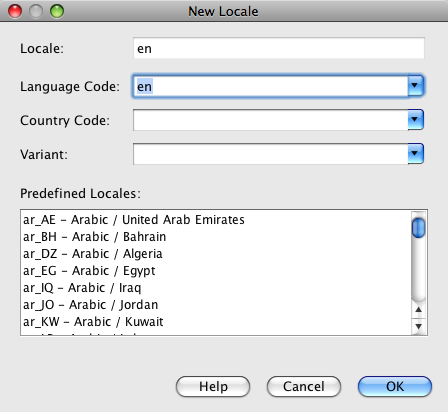 New Locale
Locale: en
Language Code: en
Country Code:
Variant:
Predefined Locales:
ar_AE – Arabic / United Arab Emirates
ar_BH – Arabic / Bahrain
ar_DZ – Arabic / Algeria
ar_EG – Arabic / Egypt
ar_IQ – Arabic / Iraq
ar_JO – Arabic / Jordan
ar_KW – Arabic / Kuwait
Help Cancel OK